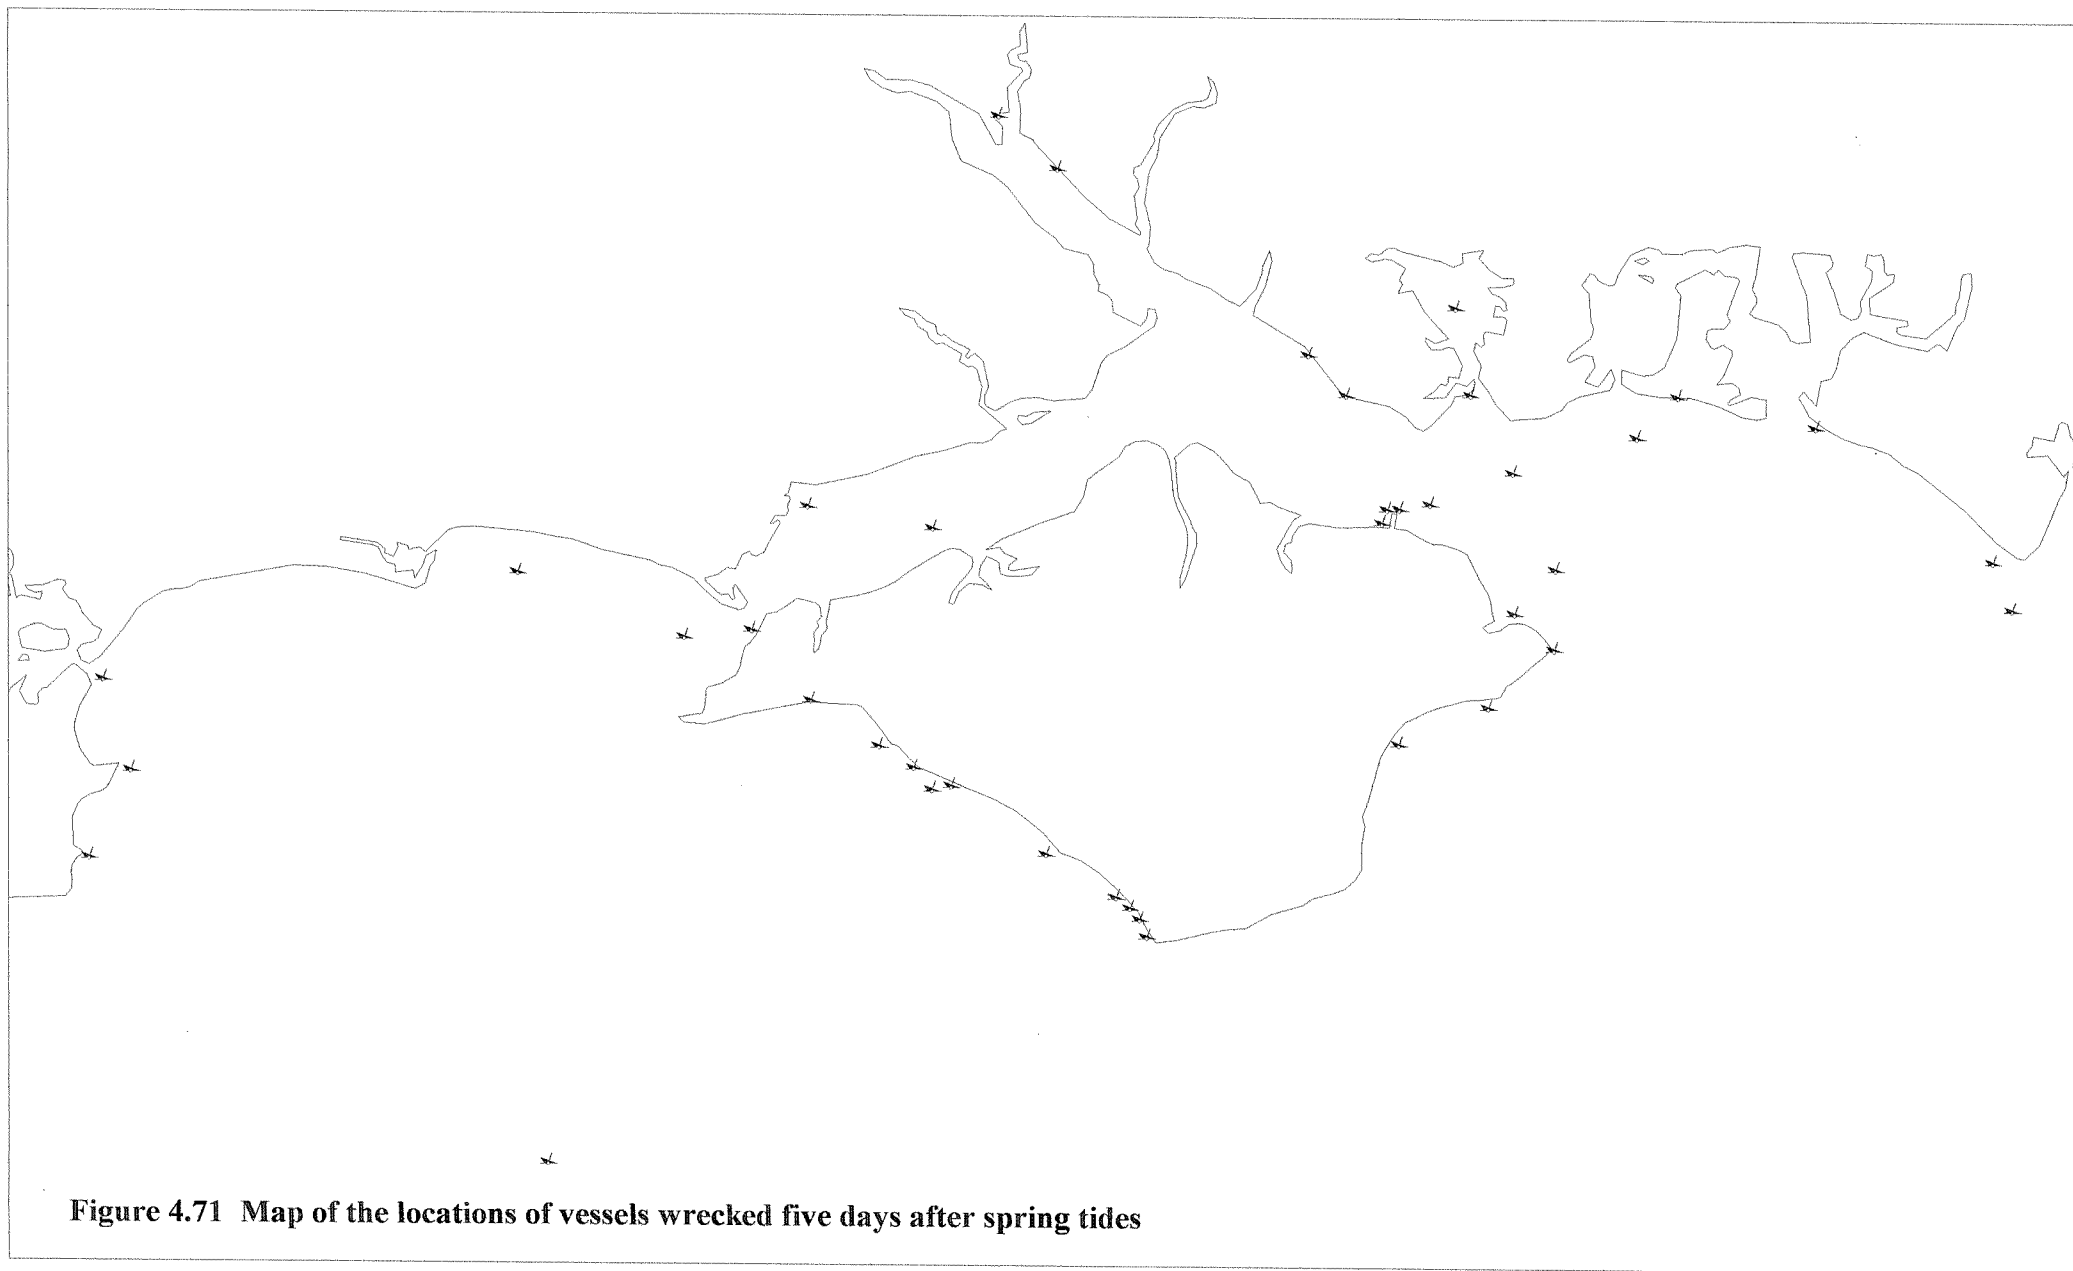 Figure 4.71 Map of the locations of vessels wrecked five days after spring tides